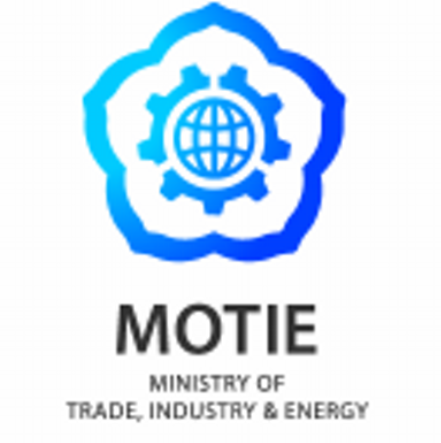 MOTIE
MINISTRY OF
TRADE, INDUSTRY & ENERGY